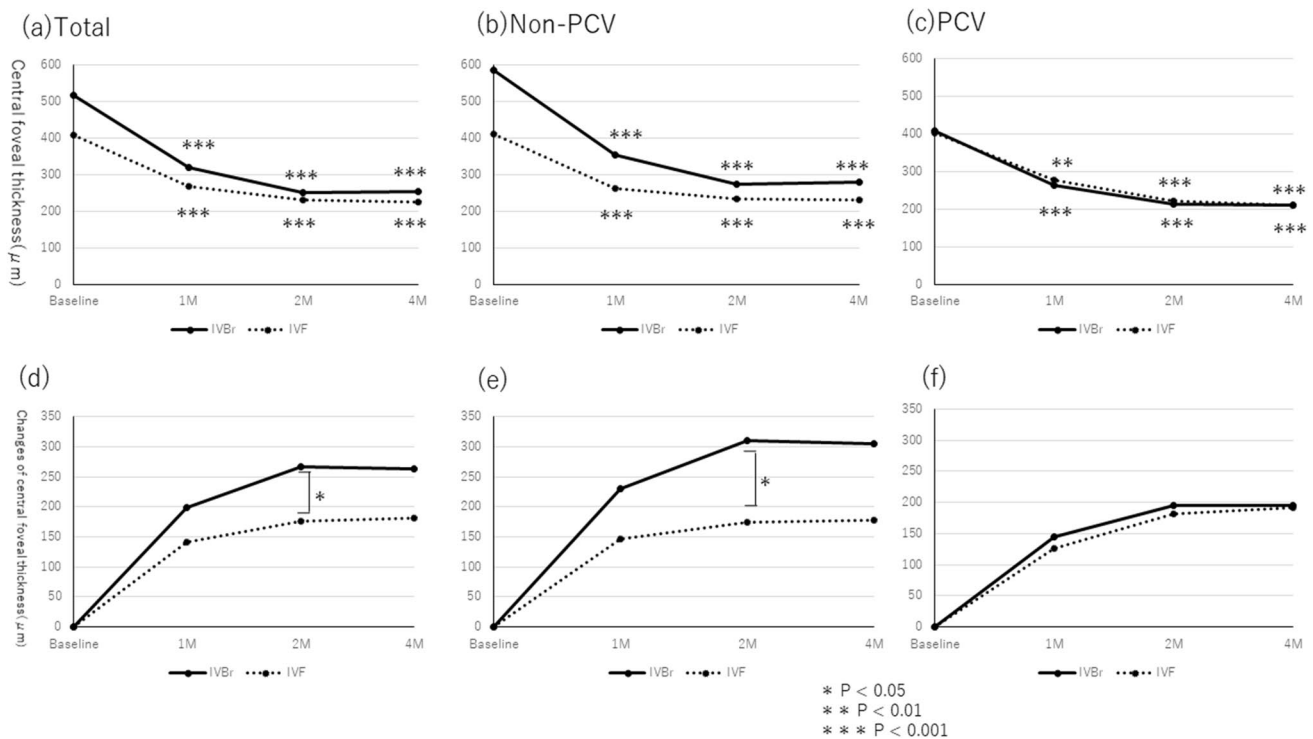 (a)Total
(b)Non-PCV
(c)PCV
Central foveal thickness(μm)
600
500
400
300
200
100
0
***
***
***
***
***
***
Baseline
1M
2M
4M
IVBr
IVF
600
500
400
300
200
100
0
***
***
***
***
***
***
Baseline
1M
2M
4M
IVBr
IVF
600
500
400
300
200
100
0
**
***
***
***
***
***
Baseline
1M
2M
4M
IVBr
IVF
(d)
(e)
(f)
Changes of central foveal thickness(μm)
350
300
250
200
150
100
50
0
*
Baseline
1M
2M
4M
IVBr
IVF
350
300
250
200
150
100
50
0
*
Baseline
1M
2M
4M
IVBr
IVF
350
300
250
200
150
100
50
0
Baseline
1M
2M
4M
IVBr
IVF
* P < 0.05
* * P < 0.01
* * * P < 0.001